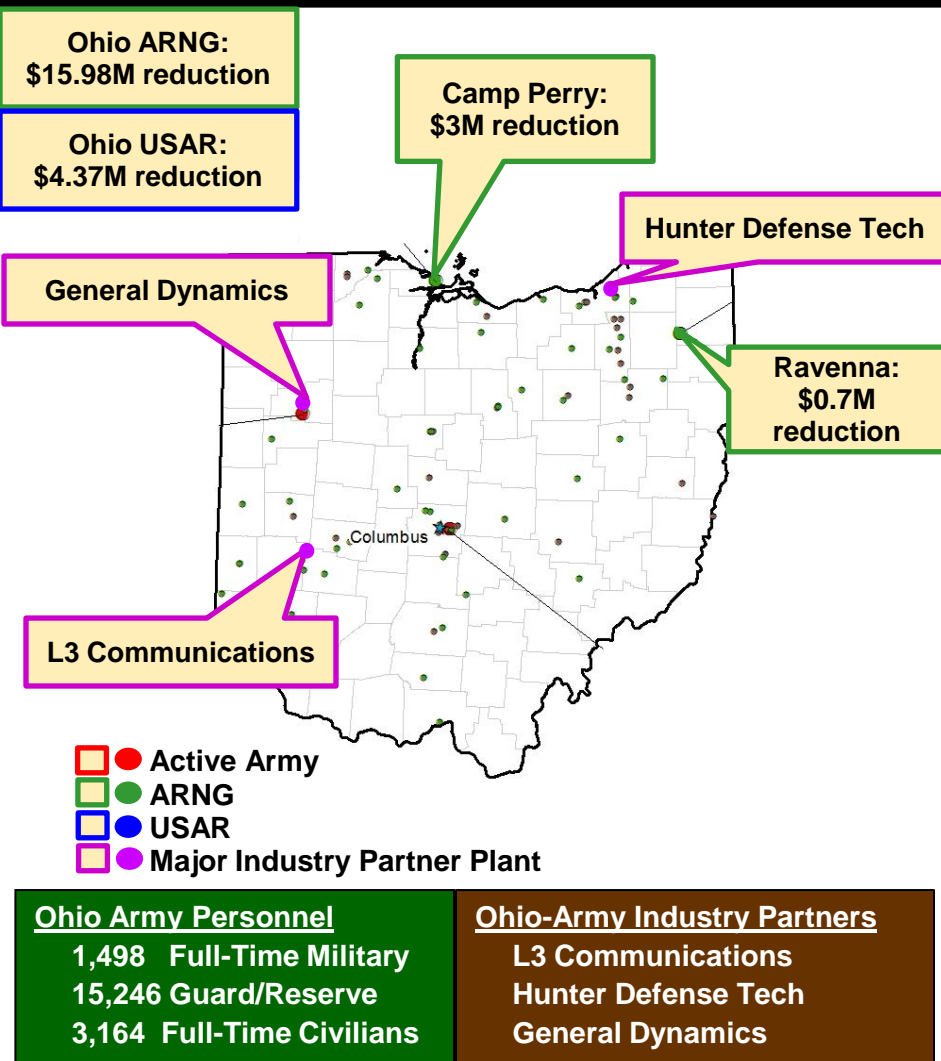 Ohio ARNG:
$15.98M reduction
Ohio USAR:
$4.37M reduction
Camp Perry:
$3M reduction
Hunter Defense Tech
General Dynamics
Ravenna:
$0.7M
reduction
Columbus
L3 Communications
Active Army
ARNG
USAR
Major Industry Partner Plant
Ohio Army Personnel
1,498 Full-Time Military
15,246 Guard/Reserve
3,164 Full-Time Civilians
Ohio-Army Industry Partners
L3 Communications
Hunter Defense Tech
General Dynamics